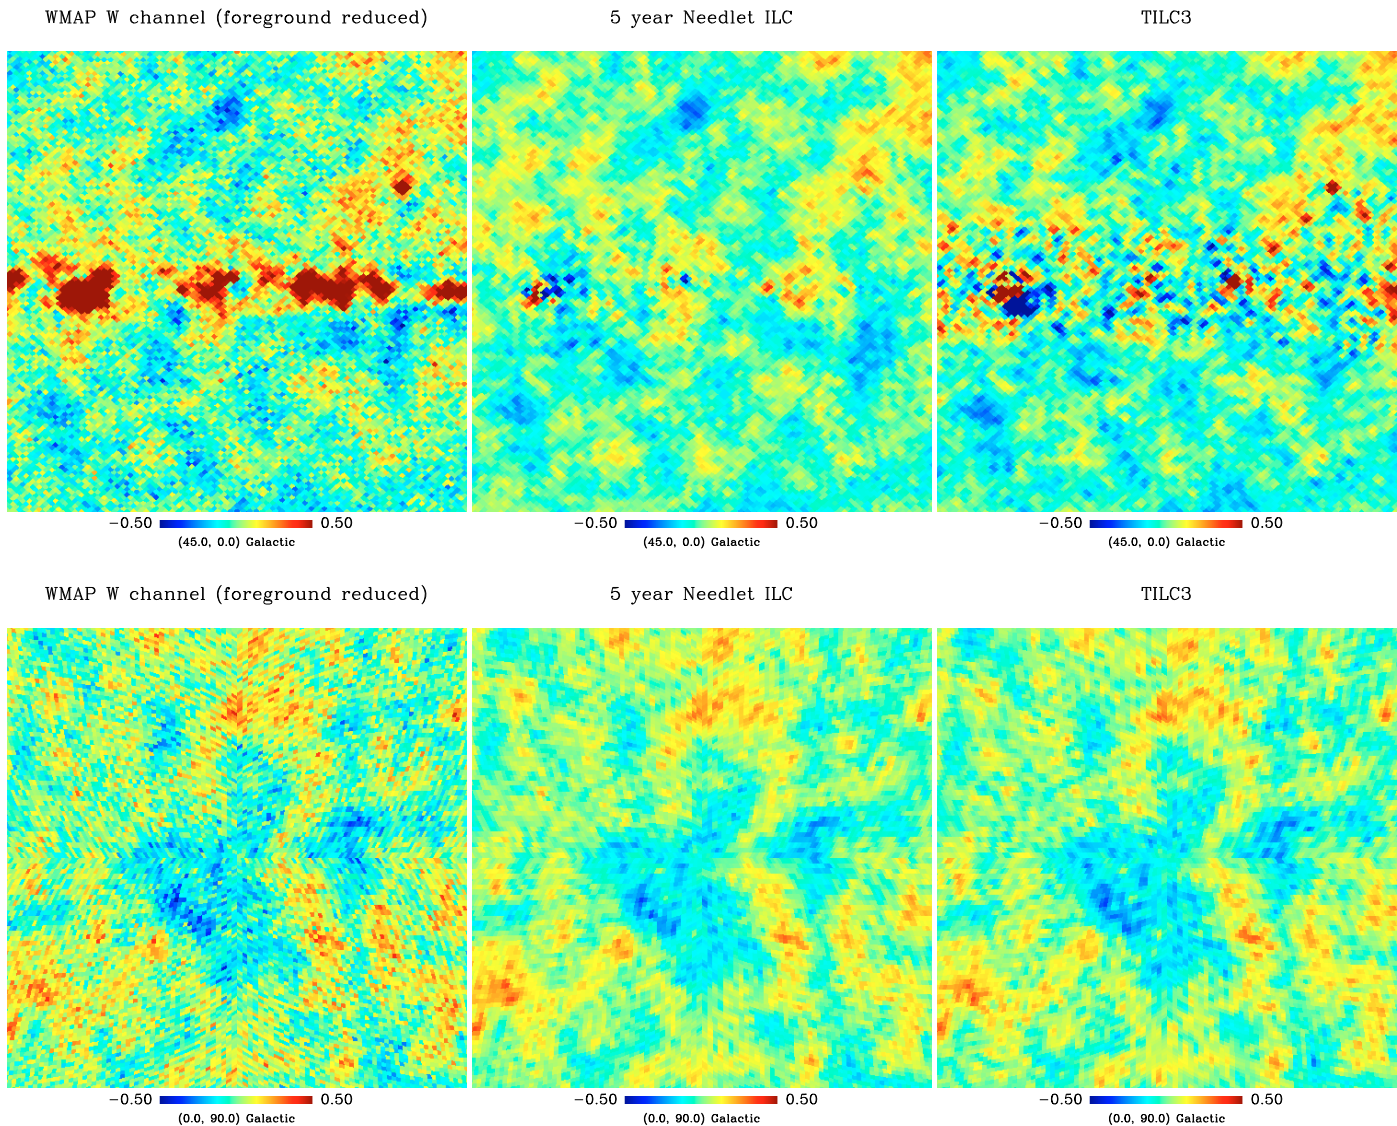 WMAP W channel (foreground reduced)
5 year Needlet ILC
TILC3
−0.50 0.50
(45.0, 0.0) Galactic
−0.50 0.50
(45.0, 0.0) Galactic
−0.50 0.50
(45.0, 0.0) Galactic
WMAP W channel (foreground reduced)
5 year Needlet ILC
TILC3
−0.50 0.50
(0.0, 90.0) Galactic
−0.50 0.50
(0.0, 90.0) Galactic
−0.50 0.50
(0.0, 90.0) Galactic